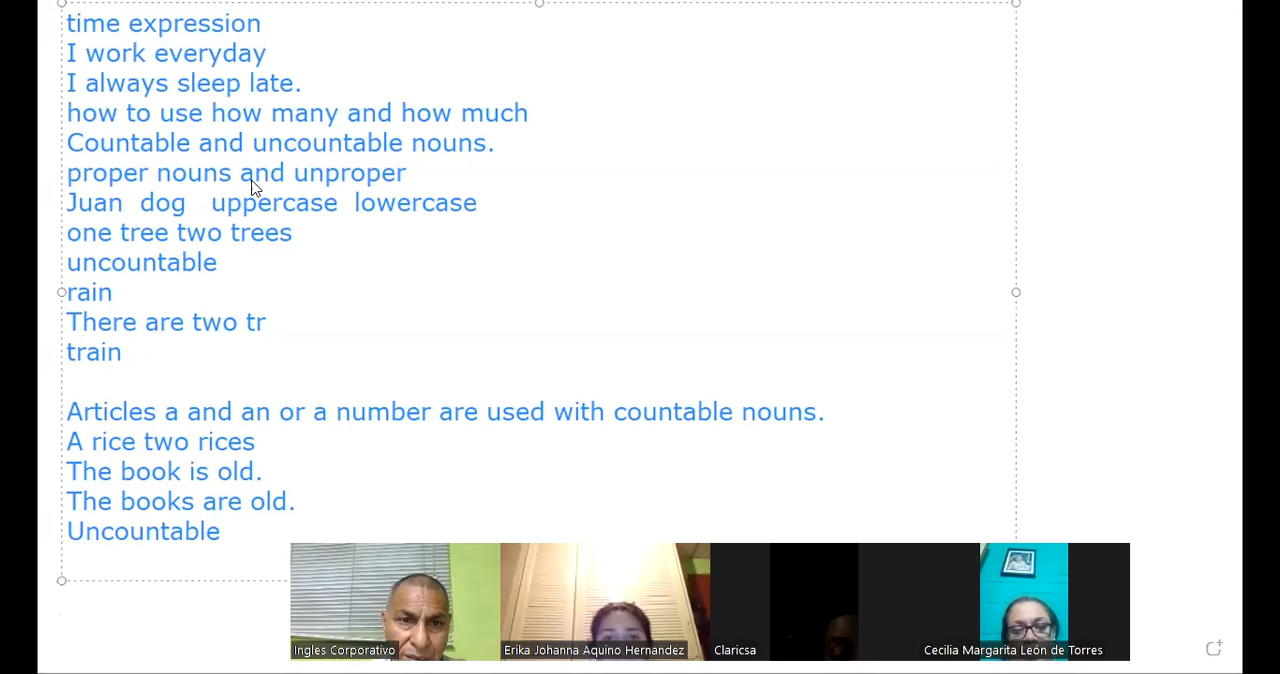 time expression
I work everyday
I always sleep late.
how to use how many and how much
Countable and uncountable nouns.
proper nouns and unproper
Juan dog uppercase lowercase
one tree two trees
uncountable
rain
There are two tr
train
Articles a and an or a number are used with countable nouns.
A rice two rices
The book is old.
The books are old.
Uncountable
Ingles Corporativo
Erika Johanna Aquino Hernandez
Claricsa
Cecilia Margarita León de Torres